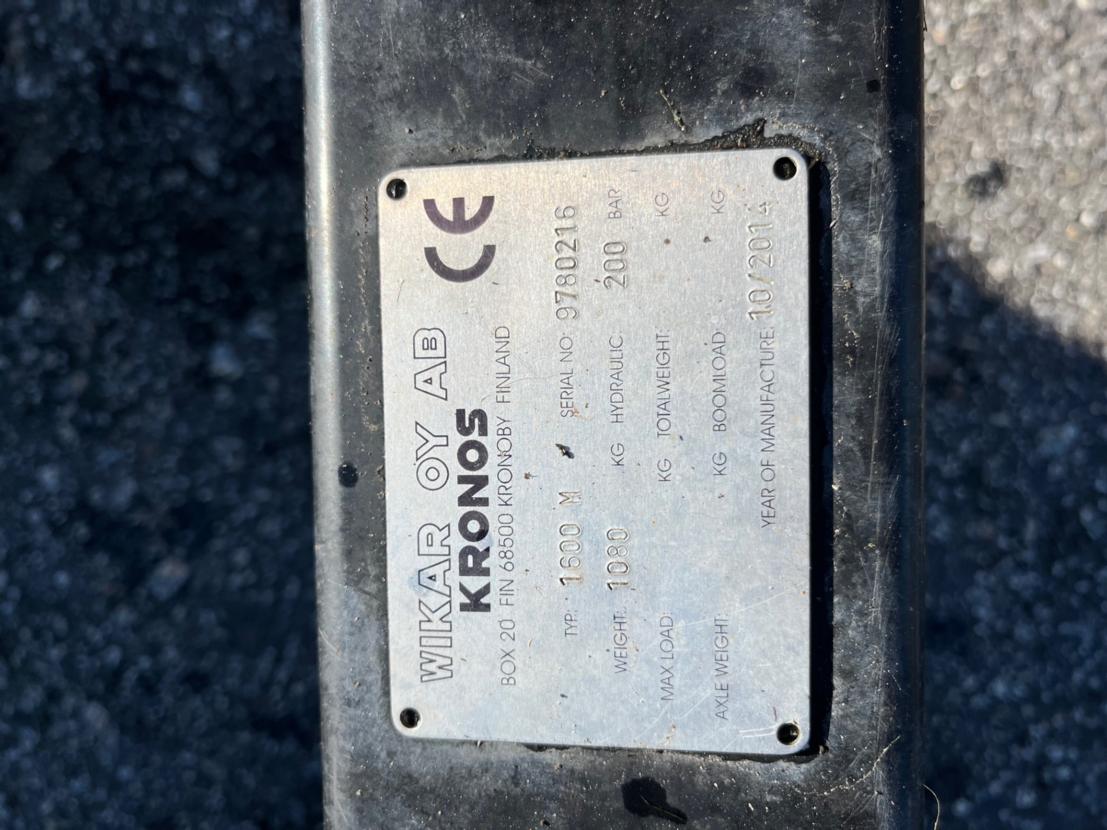 WIKAR OY AB CE
KRONOS
BOX 20 FIN 68500 KRONOBY FINLAND
TYP.: 1600 M SERIAL NO: 9780216
WEIGHT: 1080 KG HYDRAULIC: 200 BAR
MAX LOAD: KG TOTALWEIGHT: KG
AXLE WEIGHT: KG BOOMLOAD: KG
YEAR OF MANUFACTURE: 10/2014